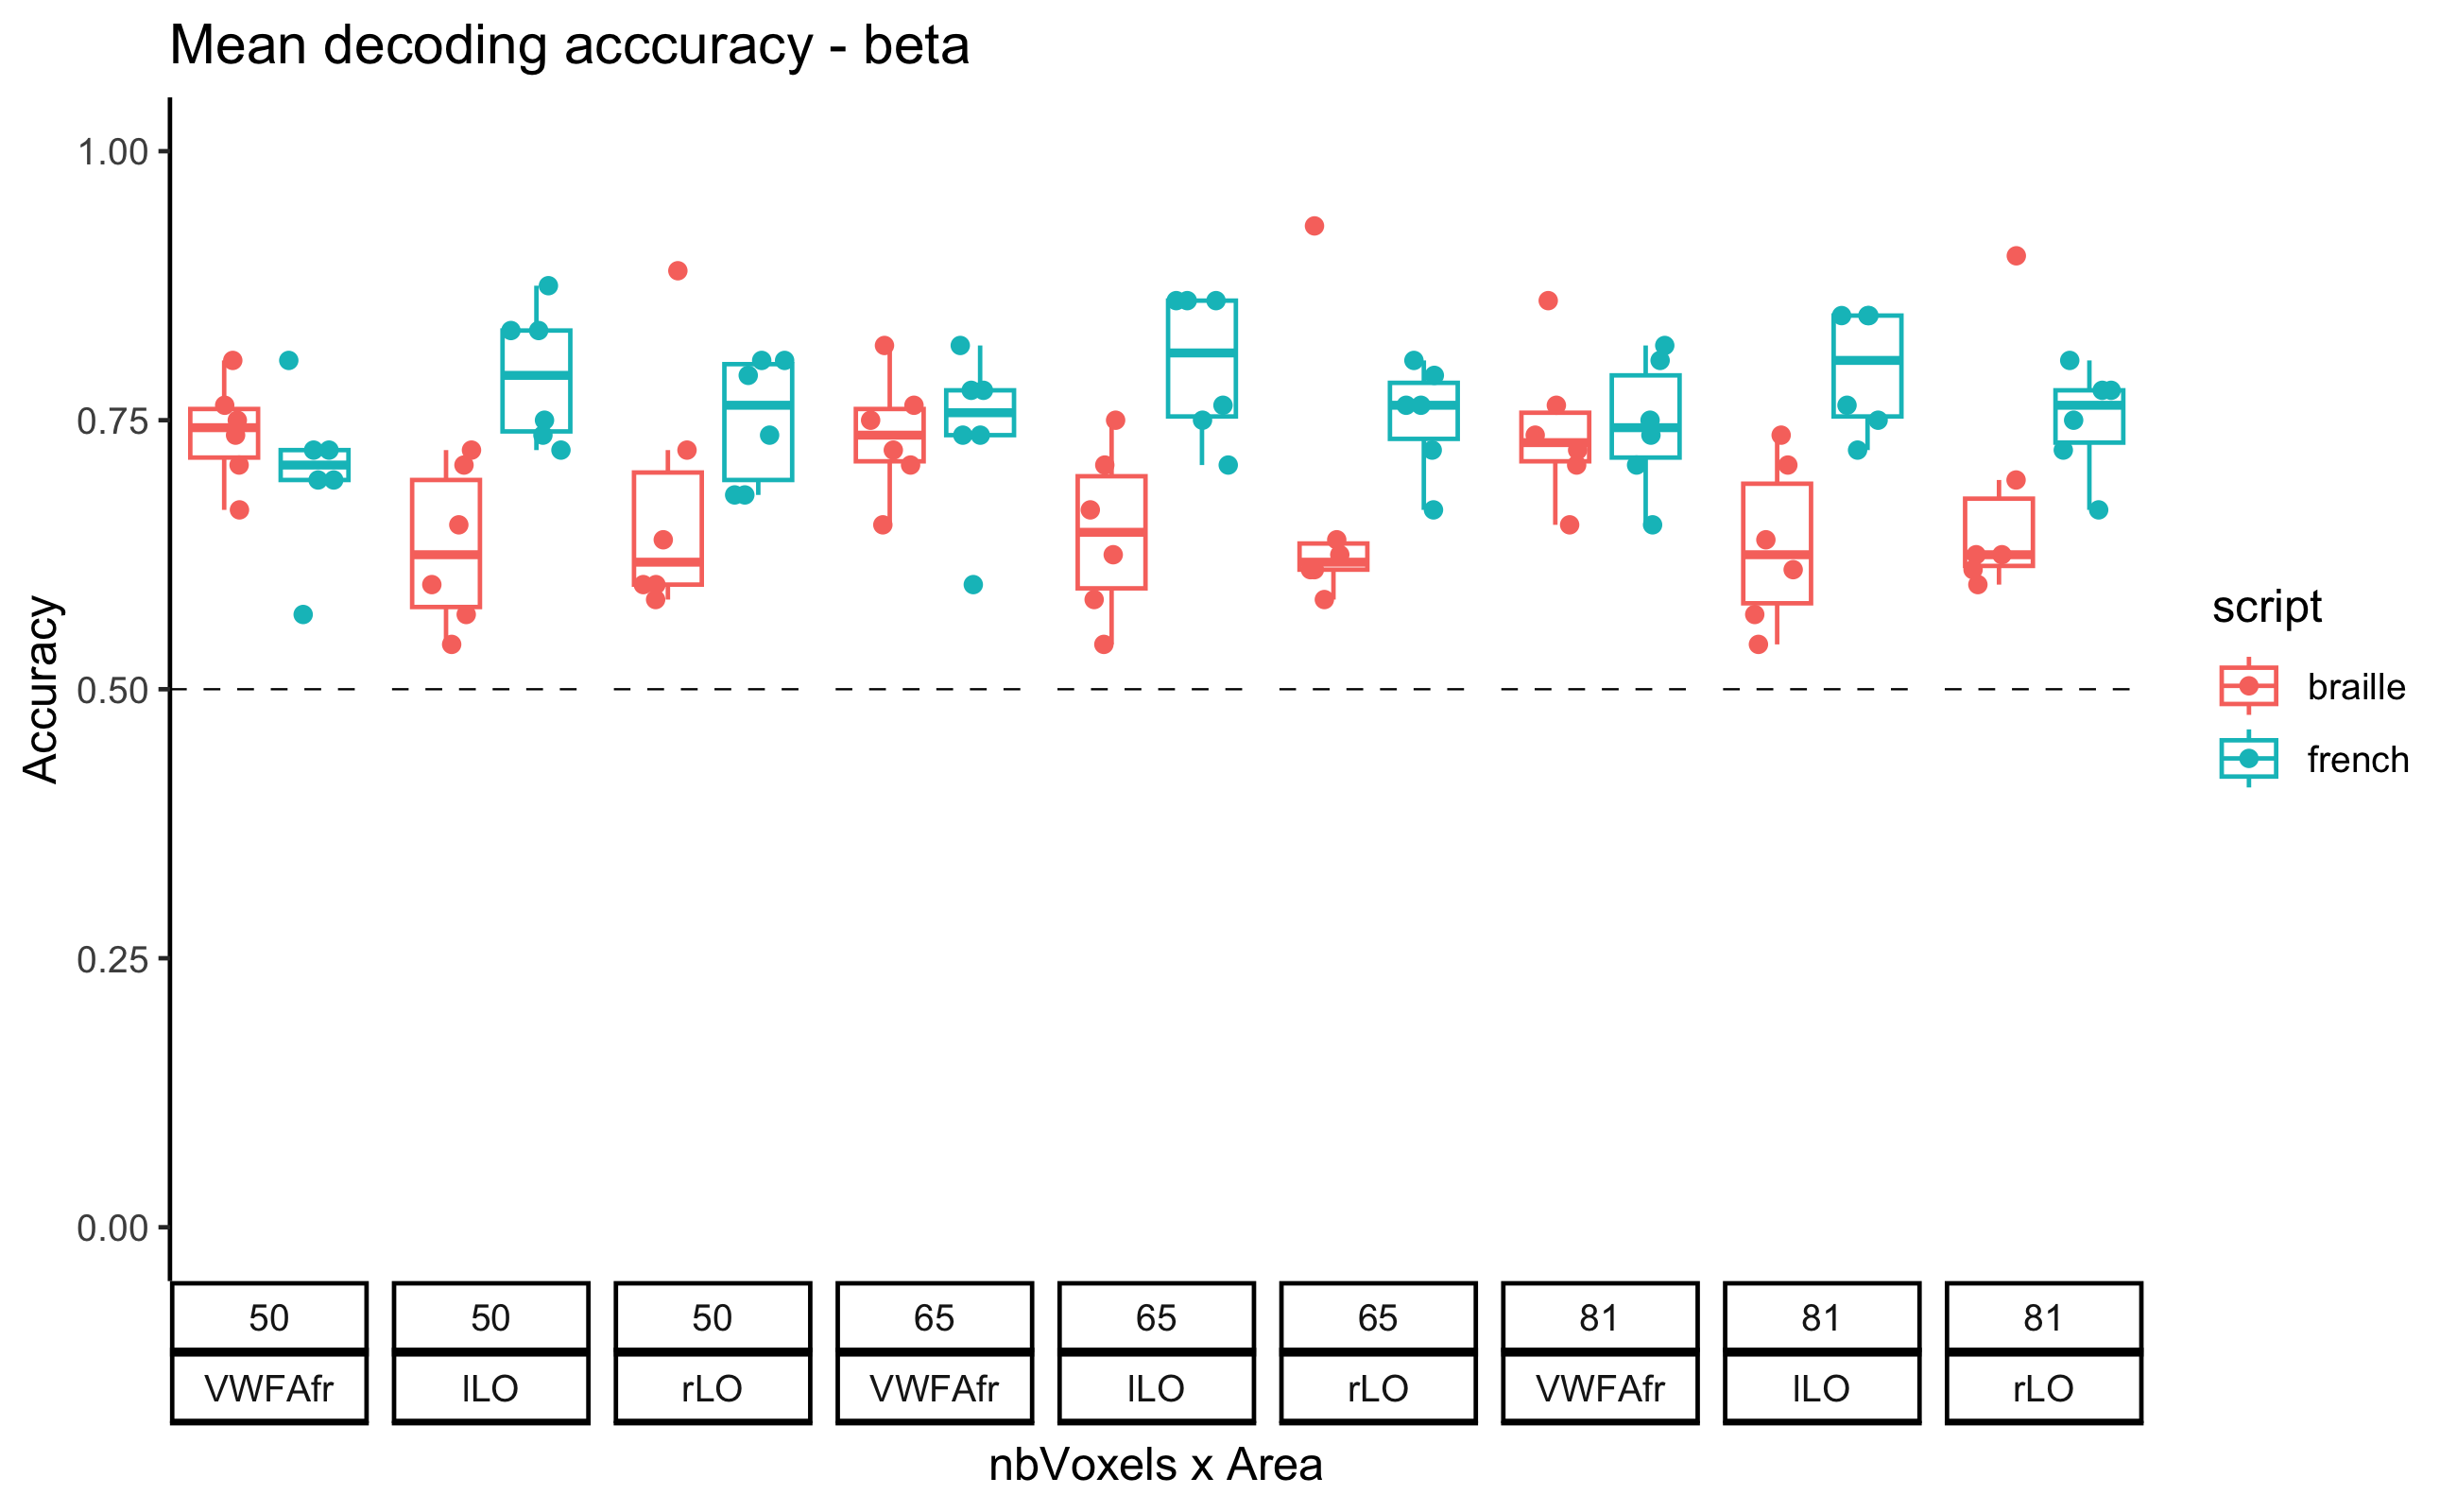 Mean decoding acccuracy - beta
1.00
0.75
0.50
0.25
0.00
Accuracy
50 50 50 65 65 65 81 81 81
VWFAfr lLO rLO VWFAfr lLO rLO VWFAfr lLO rLO
nbVoxels x Area
script
braille
french